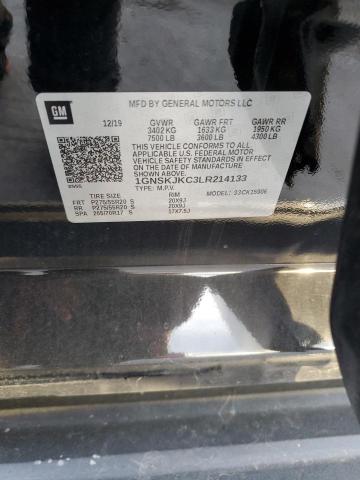 GM
MFD BY GENERAL MOTORS LLC
12/19 GVWR GAWR FRT GAWR RR
3402 KG 1633 KG 1950 KG
7500 LB 3600 LB 4300 LB
THIS VEHICLE CONFORMS TO ALL
APPLICABLE U.S. FEDERAL MOTOR
VEHICLE SAFETY
IN EFFECT ON THE DATE OF
MANUFACTURE SHOWN ABOVE.
1GNSKJKC3LR214133
TYPE: M.P.V. MODEL: S3CK15906
TIRE SIZE RIM
FRT P275/55R20 S 20X9J
RR P275/55R20 S 20X9J
SPA 265/70R17 S 17X7.5J